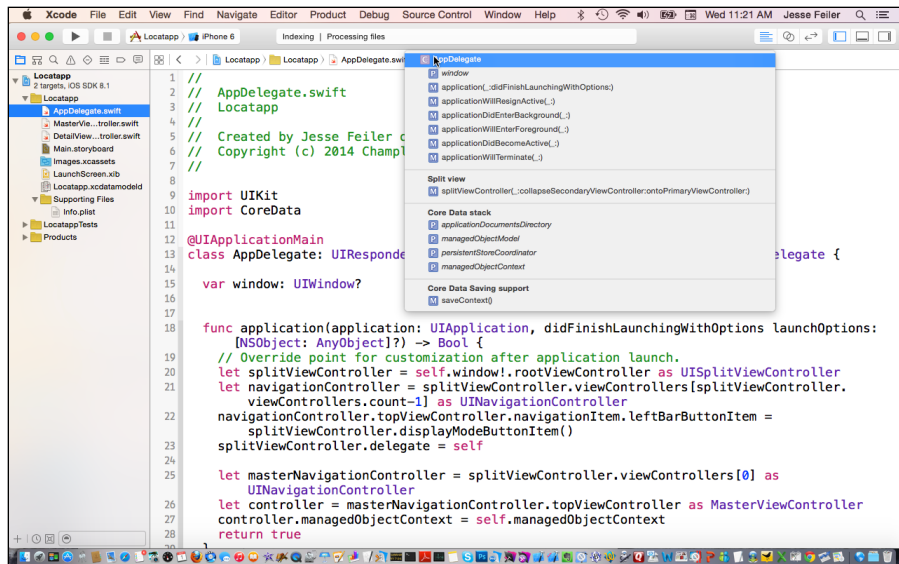 Xcode File Edit View Find Navigate Editor Product Debug Source Control Window Help Wed 11:21 AM Jesse Feiler
Locatapp iPhone 6 Indexing | Processing files
Locatapp Locatapp AppDelegate.swi
Locatapp
2 targets, iOS SDK 8.1
Locatapp
AppDelegate.swift
MasterVie...troller.swift
DetailView...troller.swift
Main.storyboard
Images.xcassets
LaunchScreen.xib
Locatapp.xcdatamodeld
Supporting Files
Info.plist
LocatappTests
Products
C AppDelegate
P window
M application(_:didFinishLaunchingWithOptions:)
M applicationWillResignActive(_:)
M applicationDidEnterBackground(_:)
M applicationWillEnterForeground(_:)
M applicationDidBecomeActive(_:)
M applicationWillTerminate(_:)
Split view
M splitViewController(_:collapseSecondaryViewController:ontoPrimaryViewController:)
Core Data stack
P applicationDocumentsDirectory
P managedObjectModel
P persistentStoreCoordinator
P managedObjectContext
Core Data Saving support
M saveContext()
1 //
2 // AppDelegate.swift
3 // Locatapp
4 //
5 // Created by Jesse Feiler
6 // Copyright (c) 2014 Champl
7 //
8
9 import UIKit
10 import CoreData
11
12 @UIApplicationMain
13 class AppDelegate: UIResponde elegate {
14
15 var window: UIWindow?
16
17
18 func application(application: UIApplication, didFinishLaunchingWithOptions launchOptions:
[NSObject: AnyObject]?) -> Bool {
19 // Override point for customization after application launch.
20 let splitViewController = self.window!.rootViewController as UISplitViewController
21 let navigationController = splitViewController.viewControllers[splitViewController.
viewControllers.count-1] as UINavigationController
22 navigationController.topViewController.navigationItem.leftBarButtonItem =
splitViewController.displayModeButtonItem()
23 splitViewController.delegate = self
24
25 let masterNavigationController = splitViewController.viewControllers[0] as
UINavigationController
26 let controller = masterNavigationController.topViewController as MasterViewController
27 controller.managedObjectContext = self.managedObjectContext
28 return true